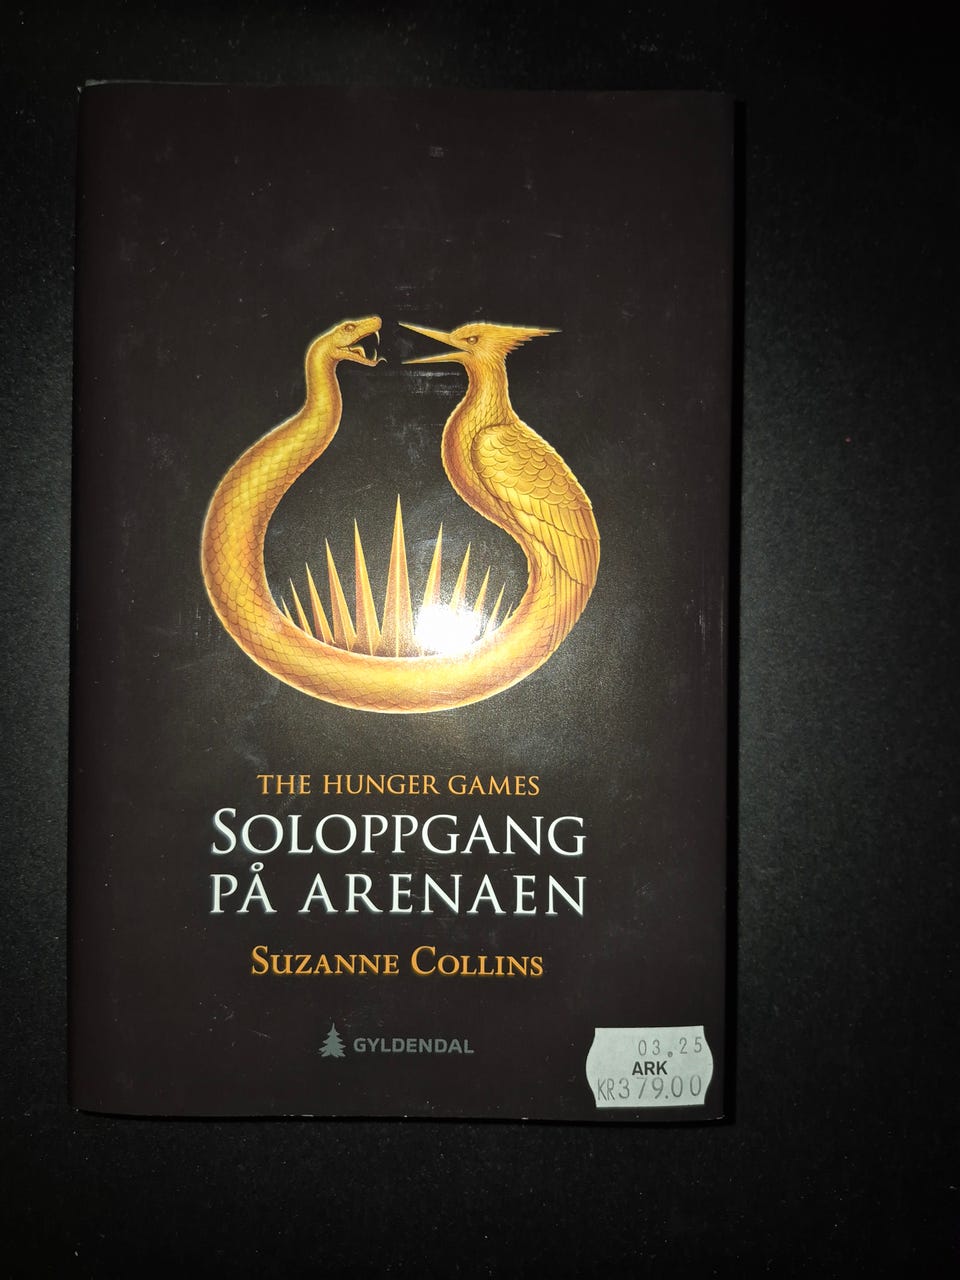 THE HUNGER GAMES
SOLOPPGANG
PÅ ARENAEN
SUZANNE COLLINS
GYLDENDAL
03.25
ARK
KR379.00